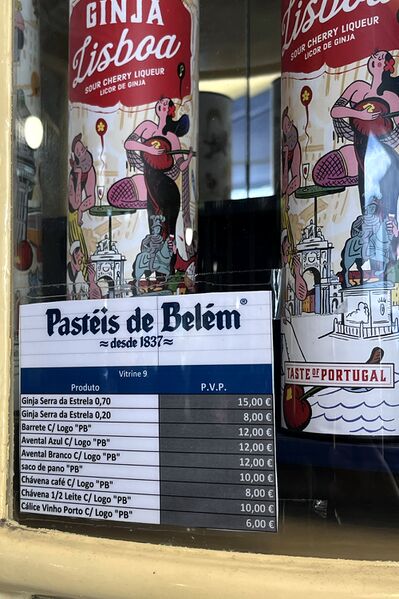 GINJA
Lisboa
SOUR CHERRY LIQUEUR
LICOR DE GINJA
Lisboa
SOUR CHERRY LIQUEUR
LICOR DE GINJA
TASTE OF PORTUGAL
Pastéis de Belém®
≈desde 1837≈
Vitrine 9
Produto P.V.P.
Ginja Serra da Estrela 0,70 15,00 €
Ginja Serra da Estrela 0,20 8,00 €
Barrete C/ Logo "PB" 12,00 €
Avental Azul C/ Logo "PB" 12,00 €
Avental Branco C/ Logo "PB" 12,00 €
saco de pano "PB" 10,00 €
Chávena café C/ Logo "PB" 8,00 €
Chávena 1/2 Leite C/ Logo "PB" 10,00 €
Cálice Vinho Porto C/ Logo "PB" 6,00 €